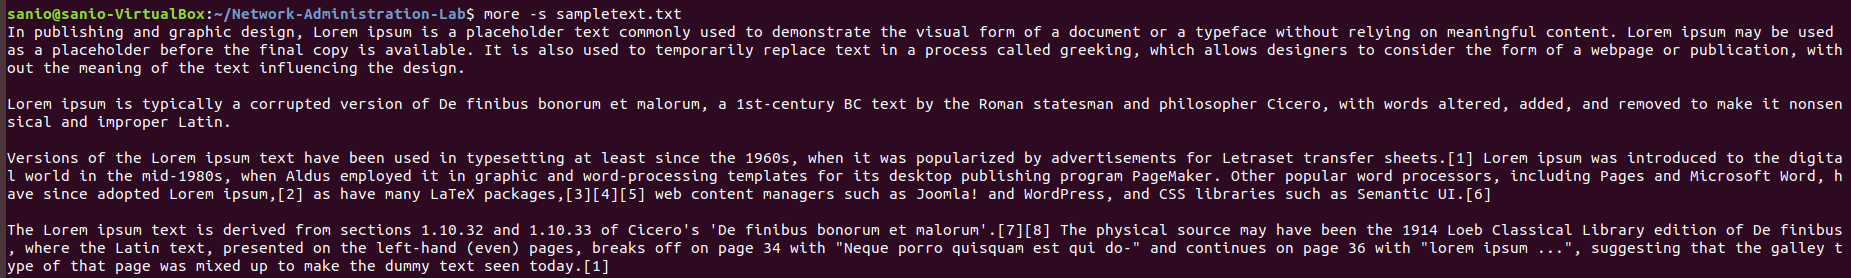 sanio@sanio-VirtualBox:~/Network-Administration-Lab$ more -s sampletext.txt
In publishing and graphic design, Lorem ipsum is a placeholder text commonly used to demonstrate the visual form of a document or a typeface without relying on meaningful content. Lorem ipsum may be used
as a placeholder before the final copy is available. It is also used to temporarily replace text in a process called greeking, which allows designers to consider the form of a webpage or publication, with
out the meaning of the text influencing the design.

Lorem ipsum is typically a corrupted version of De finibus bonorum et malorum, a 1st-century BC text by the Roman statesman and philosopher Cicero, with words altered, added, and removed to make it nonsen
sical and improper Latin.

Versions of the Lorem ipsum text have been used in typesetting at least since the 1960s, when it was popularized by advertisements for Letraset transfer sheets.[1] Lorem ipsum was introduced to the digita
l world in the mid-1980s, when Aldus employed it in graphic and word-processing templates for its desktop publishing program PageMaker. Other popular word processors, including Pages and Microsoft Word, h
ave since adopted Lorem ipsum,[2] as have many LaTeX packages,[3][4][5] web content managers such as Joomla! and WordPress, and CSS libraries such as Semantic UI.[6]

The Lorem ipsum text is derived from sections 1.10.32 and 1.10.33 of Cicero's 'De finibus bonorum et malorum'.[7][8] The physical source may have been the 1914 Loeb Classical Library edition of De finibus
, where the Latin text, presented on the left-hand (even) pages, breaks off on page 34 with "Neque porro quisquam est qui do-" and continues on page 36 with "lorem ipsum ...", suggesting that the galley t
ype of that page was mixed up to make the dummy text seen today.[1]